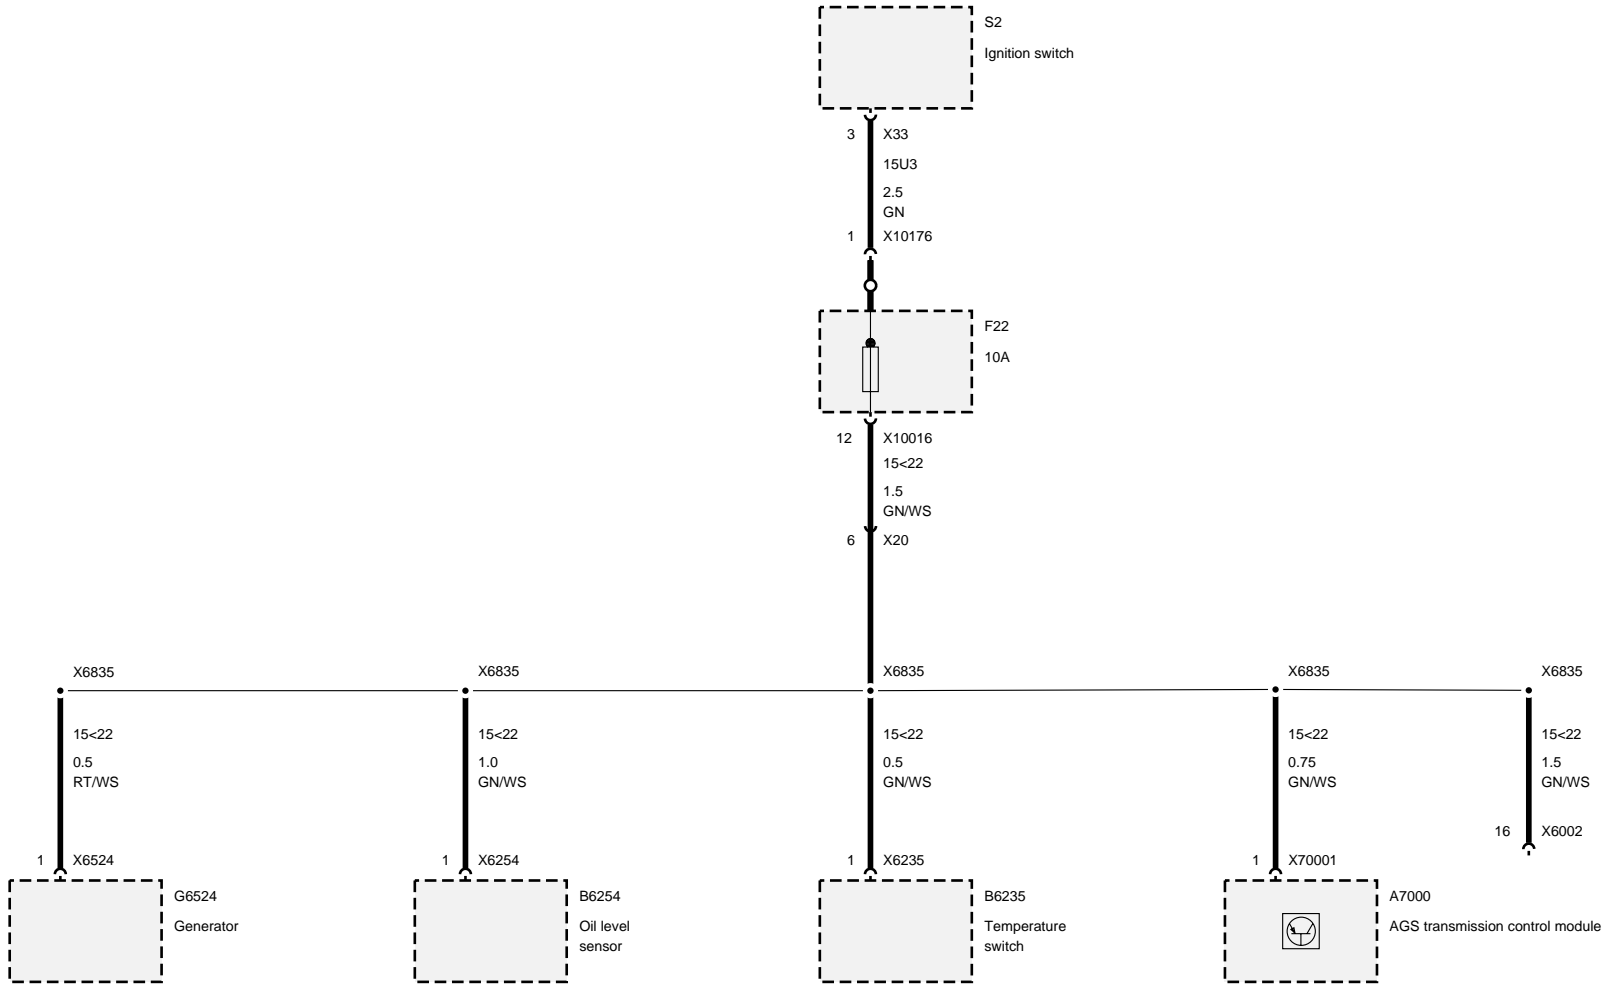 S2
Ignition switch
3 X33
15U3
2.5
GN
1 X10176
F22
10A
12 X10016
15<22
1.5
GN/WS
6 X20
X6835 X6835 X6835 X6835 X6835
15<22 15<22 15<22 15<22 15<22
0.5 1.0 0.5 0.75 1.5
RT/WS GN/WS GN/WS GN/WS GN/WS
16 X6002
1 X6524 1 X6254 1 X6235 1 X70001
G6524 B6254 B6235 A7000
Generator Oil level Temperature AGS transmission control module
sensor switch